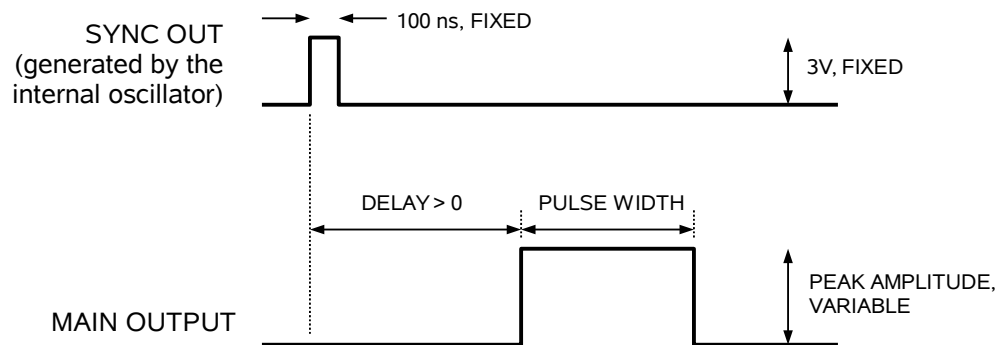 100 ns, FIXED
SYNC OUT
(generated by the
internal oscillator)
3V, FIXED
DELAY > 0
PULSE WIDTH
PEAK AMPLITUDE,
VARIABLE
MAIN OUTPUT